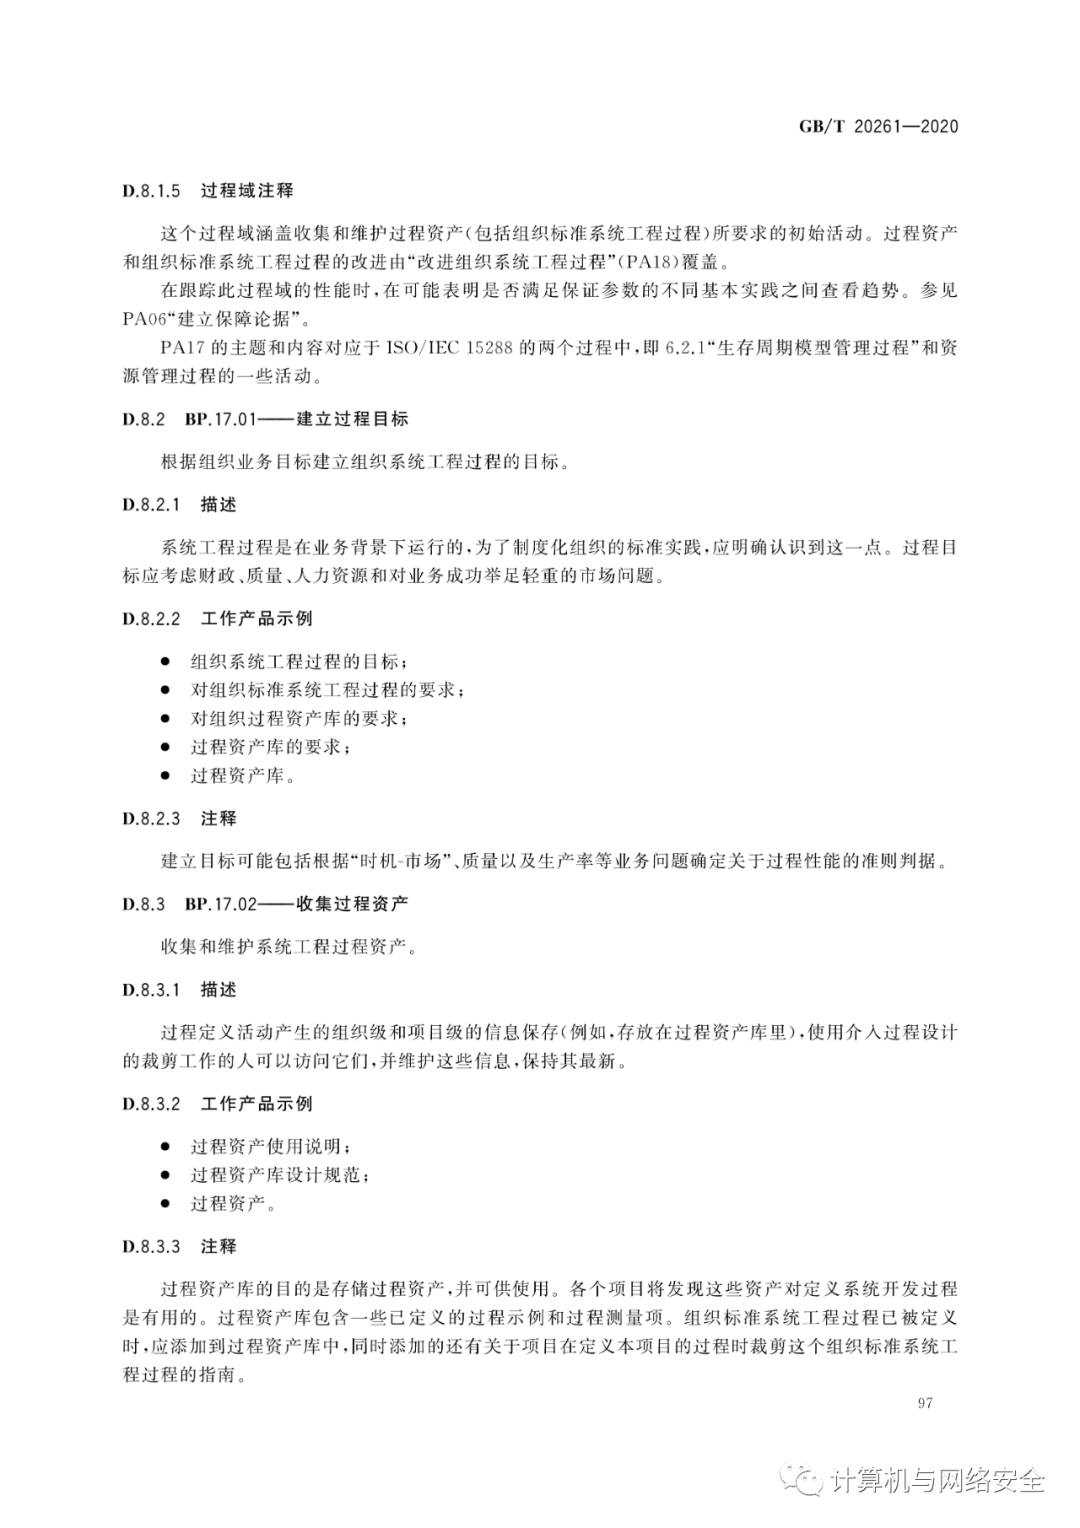 GB/T 20261—2020
D.8.1.5 过程域注释
这个过程域涵盖收集和维护过程资产(包括组织标准系统工程过程)所要求的初始活动。过程资产
和组织标准系统工程过程的改进由“改进组织系统工程过程”(PA18)覆盖。
在跟踪此过程域的性能时,在可能表明是否满足保证参数的不同基本实践之间查看趋势。参见
PA06“建立保障论据”。
PA17 的主题和内容对应于 ISO/IEC 15288 的两个过程中,即 6.2.1“生存周期模型管理过程”和资
源管理过程的一些活动。
D.8.2 BP.17.01——建立过程目标
根据组织业务目标建立组织系统工程过程的目标。
D.8.2.1 描述
系统工程过程是在业务背景下运行的,为了制度化组织的标准实践,应明确认识到这一点。过程目
标应考虑财政、质量、人力资源和对业务成功举足轻重的市场问题。
D.8.2.2 工作产品示例
● 组织系统工程过程的目标;
● 对组织标准系统工程过程的要求;
● 对组织过程资产库的要求;
● 过程资产库的要求;
● 过程资产库。
D.8.2.3 注释
建立目标可能包括根据“时机-市场”、质量以及生产率等业务问题确定关于过程性能的准则判据。
D.8.3 BP.17.02——收集过程资产
收集和维护系统工程过程资产。
D.8.3.1 描述
过程定义活动产生的组织级和项目级的信息保存(例如,存放在过程资产库里),使用介入过程设计
的裁剪工作的人可以访问它们,并维护这些信息,保持其最新。
D.8.3.2 工作产品示例
● 过程资产使用说明;
● 过程资产库设计规范;
● 过程资产。
D.8.3.3 注释
过程资产库的目的是存储过程资产,并可供使用。各个项目将发现这些资产对定义系统开发过程
是有用的。过程资产库包含一些已定义的过程示例和过程测量项。组织标准系统工程过程已被定义
时,应添加到过程资产库中,同时添加的还有关于项目在定义本项目的过程时裁剪这个组织标准系统工
程过程的指南。
97
计算机与网络安全